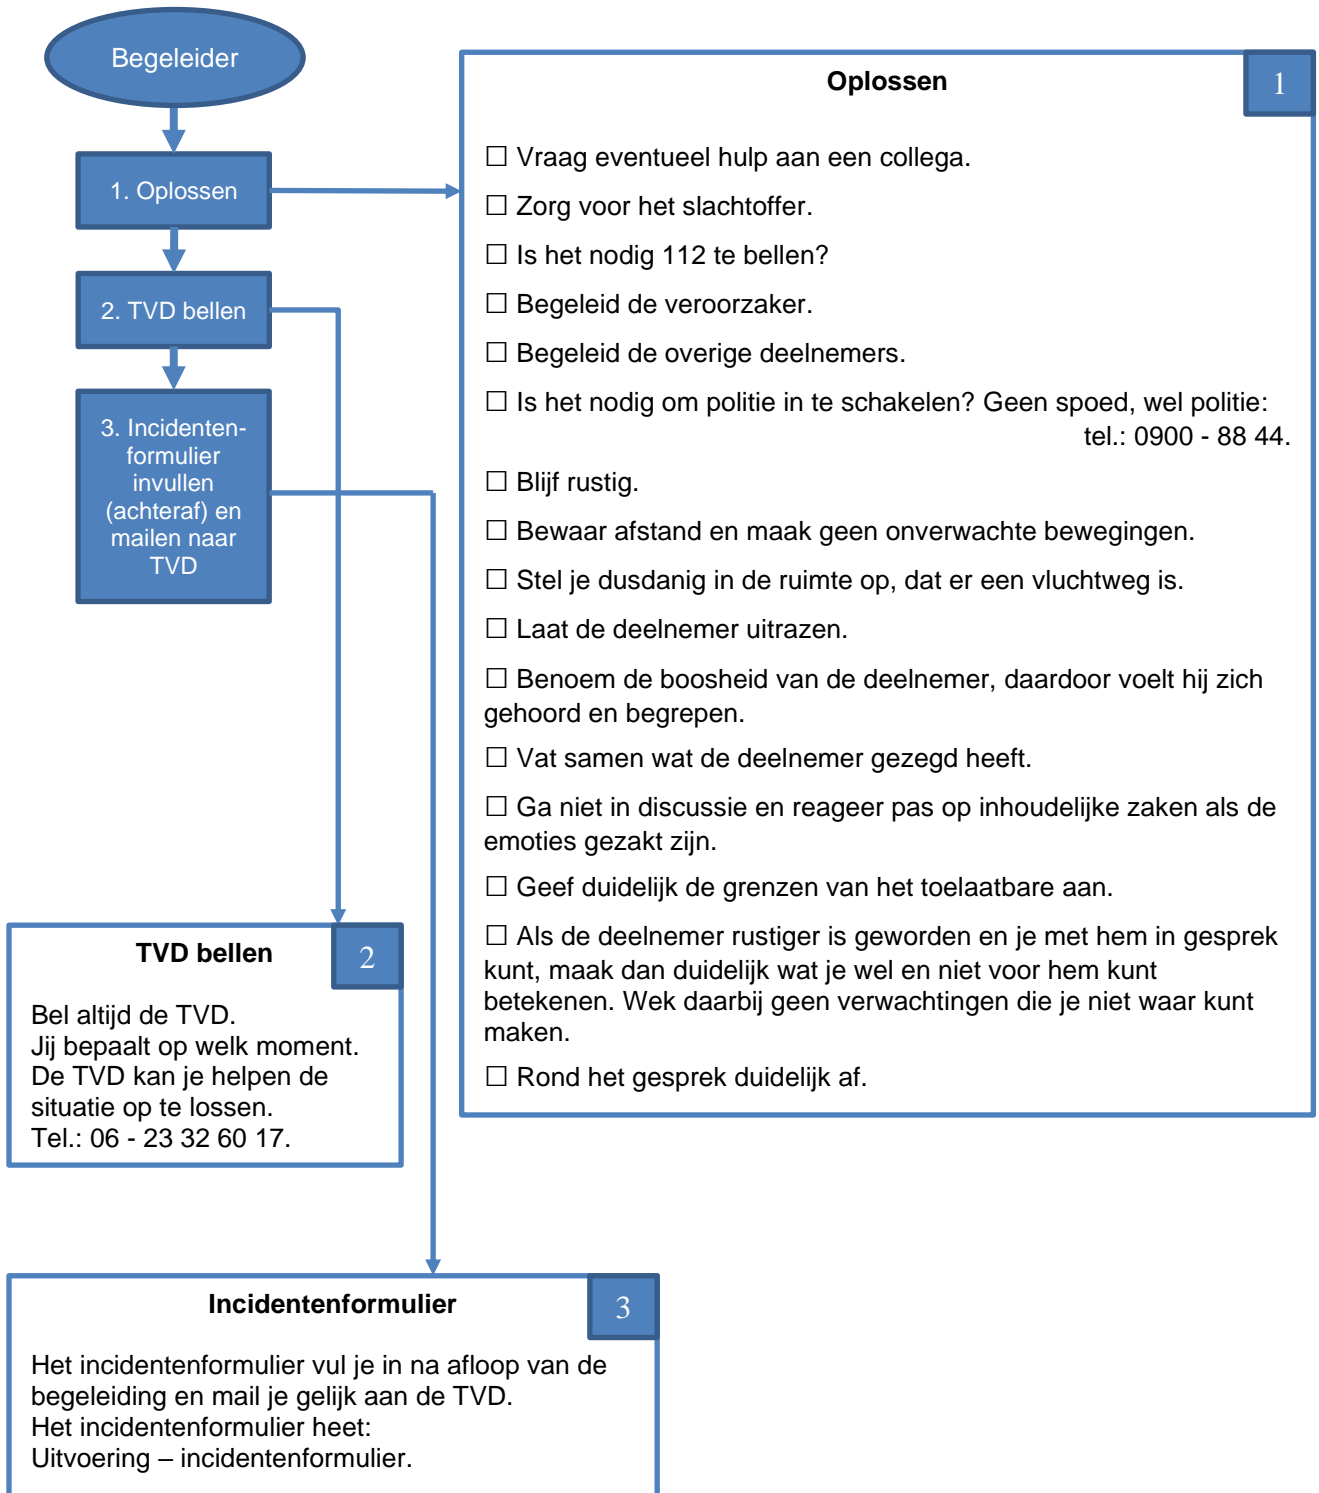 Begeleider
1. Oplossen
2. TVD bellen
3. Incidenten-
formulier
invullen
(achteraf) en
mailen naar
TVD
Oplossen
1
☐ Vraag eventueel hulp aan een collega.
☐ Zorg voor het slachtoffer.
☐ Is het nodig 112 te bellen?
☐ Begeleid de veroorzaker.
☐ Begeleid de overige deelnemers.
☐ Is het nodig om politie in te schakelen? Geen spoed, wel politie:
tel.: 0900 - 88 44.
☐ Blijf rustig.
☐ Bewaar afstand en maak geen onverwachte bewegingen.
☐ Stel je dusdanig in de ruimte op, dat er een vluchtweg is.
☐ Laat de deelnemer uitrazen.
☐ Benoem de boosheid van de deelnemer, daardoor voelt hij zich
gehoord en begrepen.
☐ Vat samen wat de deelnemer gezegd heeft.
☐ Ga niet in discussie en reageer pas op inhoudelijke zaken als de
emoties gezakt zijn.
☐ Geef duidelijk de grenzen van het toelaatbare aan.
☐ Als de deelnemer rustiger is geworden en je met hem in gesprek
kunt, maak dan duidelijk wat je wel en niet voor hem kunt
betekenen. Wek daarbij geen verwachtingen die je niet waar kunt
maken.
☐ Rond het gesprek duidelijk af.
TVD bellen
2
Bel altijd de TVD.
Jij bepaalt op welk moment.
De TVD kan je helpen de
situatie op te lossen.
Tel.: 06 - 23 32 60 17.
Incidentenformulier
3
Het incidentenformulier vul je in na afloop van de
begeleiding en mail je gelijk aan de TVD.
Het incidentenformulier heet:
Uitvoering – incidentenformulier.